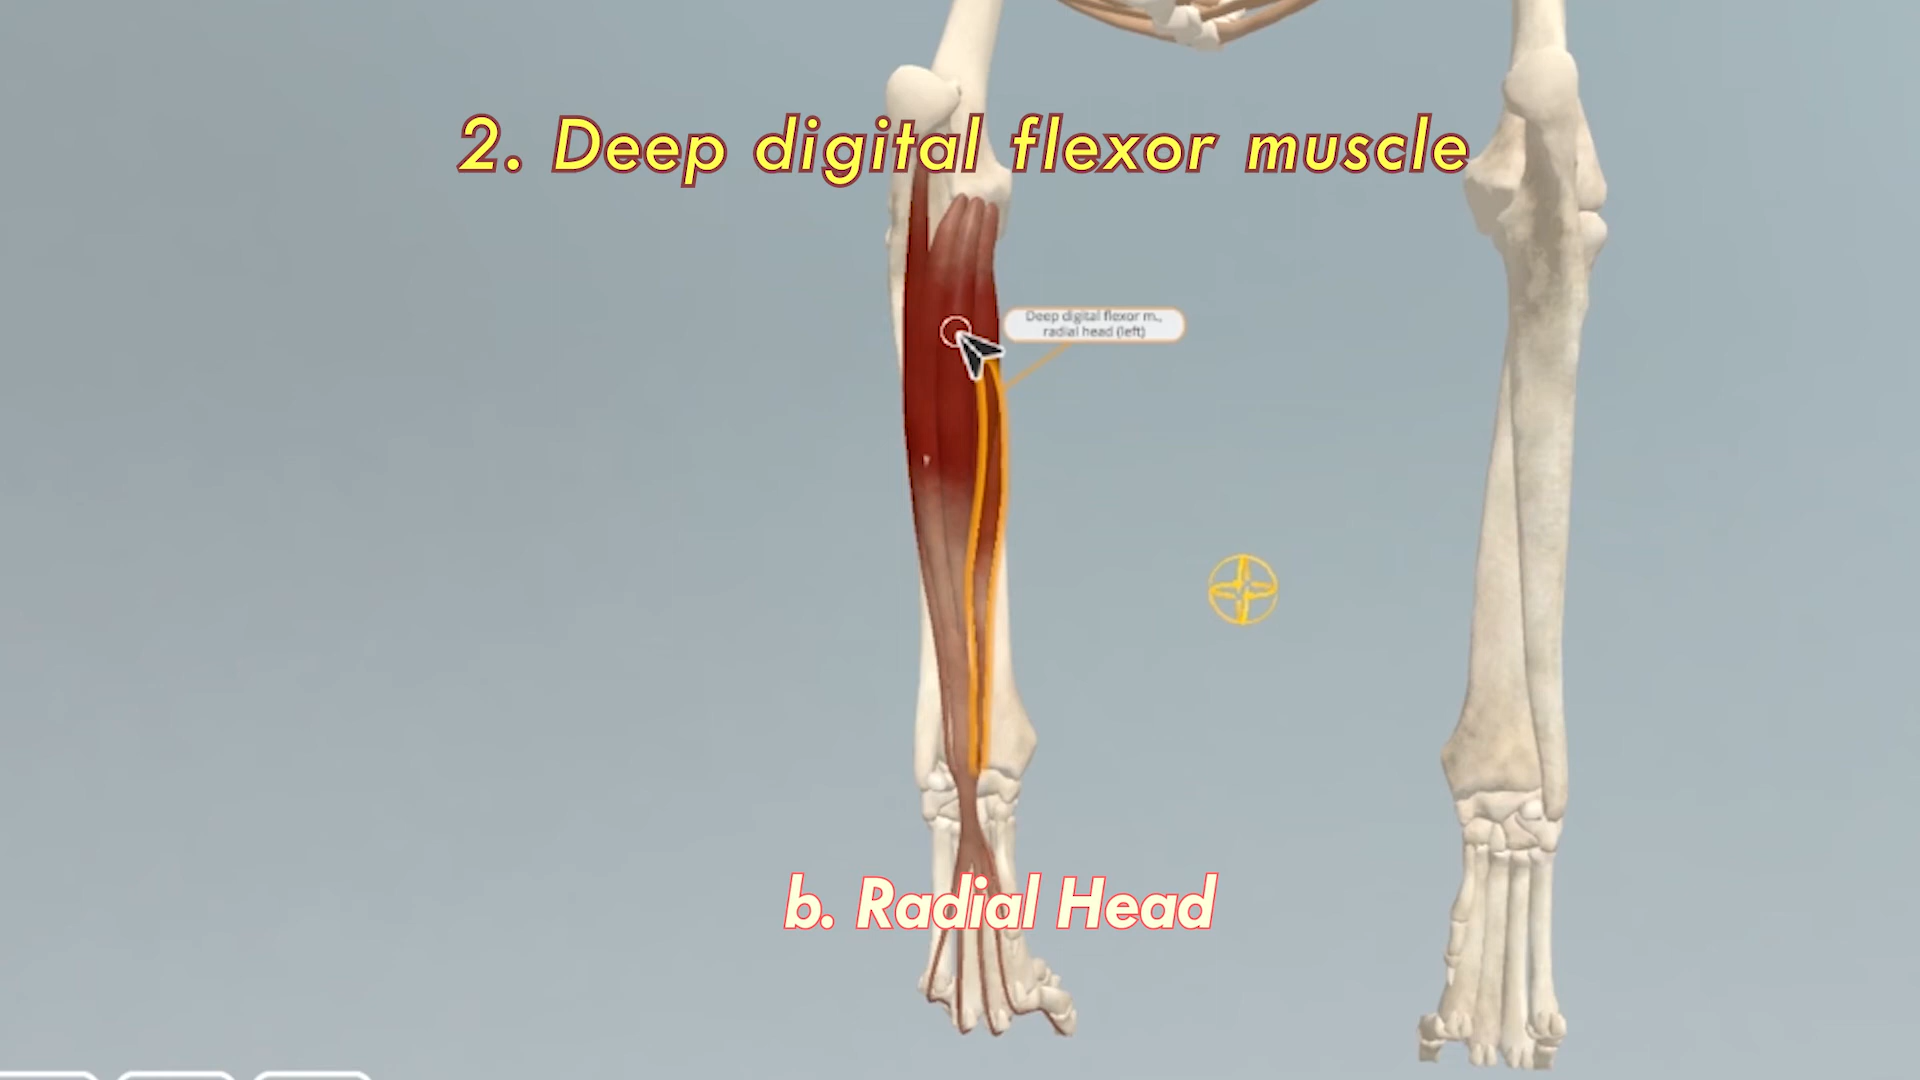 2. Deep digital flexor muscle
Deep digital flexor m.,
radial head (left)
b. Radial Head